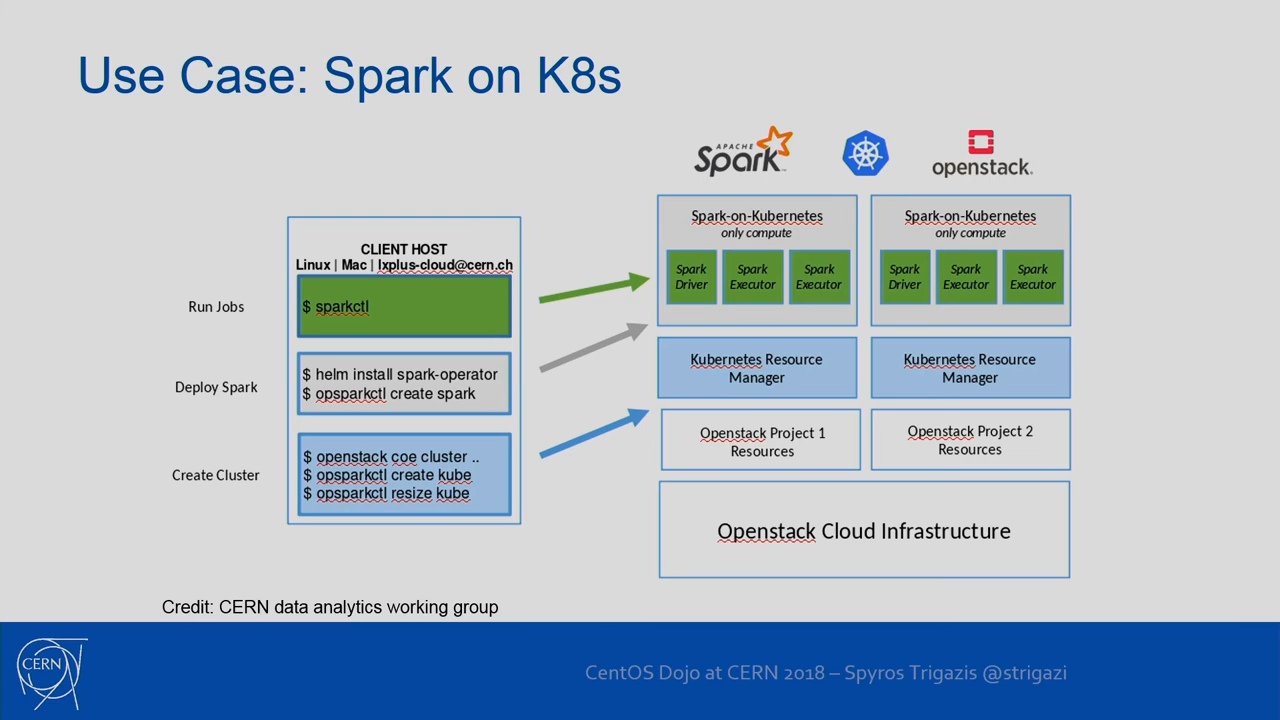 Use Case: Spark on K8s
APACHE
Spark
openstack.
CLIENT HOST
Linux | Mac | lxplus-cloud@cern.ch
Run Jobs
$ sparkctl
Deploy Spark
$ helm install spark-operator
$ opsparkctl create spark
Create Cluster
$ openstack coe cluster ..
$ opsparkctl create kube
$ opsparkctl resize kube
Spark-on-Kubernetes
only compute
Spark
Driver
Spark
Executor
Spark
Executor
Spark-on-Kubernetes
only compute
Spark
Driver
Spark
Executor
Spark
Executor
Kubernetes Resource
Manager
Kubernetes Resource
Manager
Openstack Project 1
Resources
Openstack Project 2
Resources
Openstack Cloud Infrastructure
Credit: CERN data analytics working group
CERN
CentOS Dojo at CERN 2018 – Spyros Trigazis @strigazi